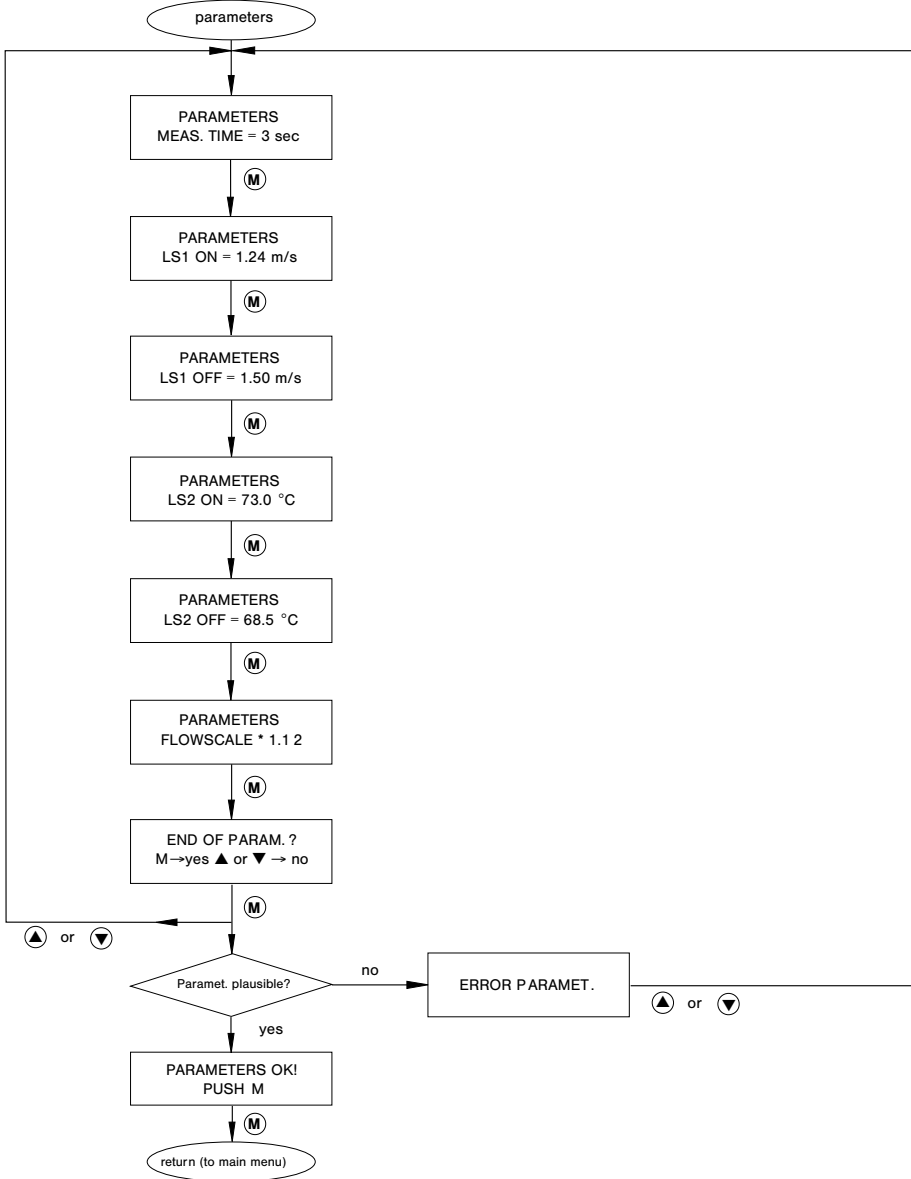 parameters
PARAMETERS
MEAS. TIME = 3 sec
M
PARAMETERS
LS1 ON = 1.24 m/s
M
PARAMETERS
LS1 OFF = 1.50 m/s
M
PARAMETERS
LS2 ON = 73.0 °C
M
PARAMETERS
LS2 OFF = 68.5 °C
M
PARAMETERS
FLOWSCALE * 1.1 2
M
END OF PARAM. ?
M→yes ▲ or ▼ → no
M
▲ or ▼
Paramet. plausible?
no
ERROR PARAMET.
▲ or ▼
yes
PARAMETERS OK!
PUSH M
M
return (to main menu)